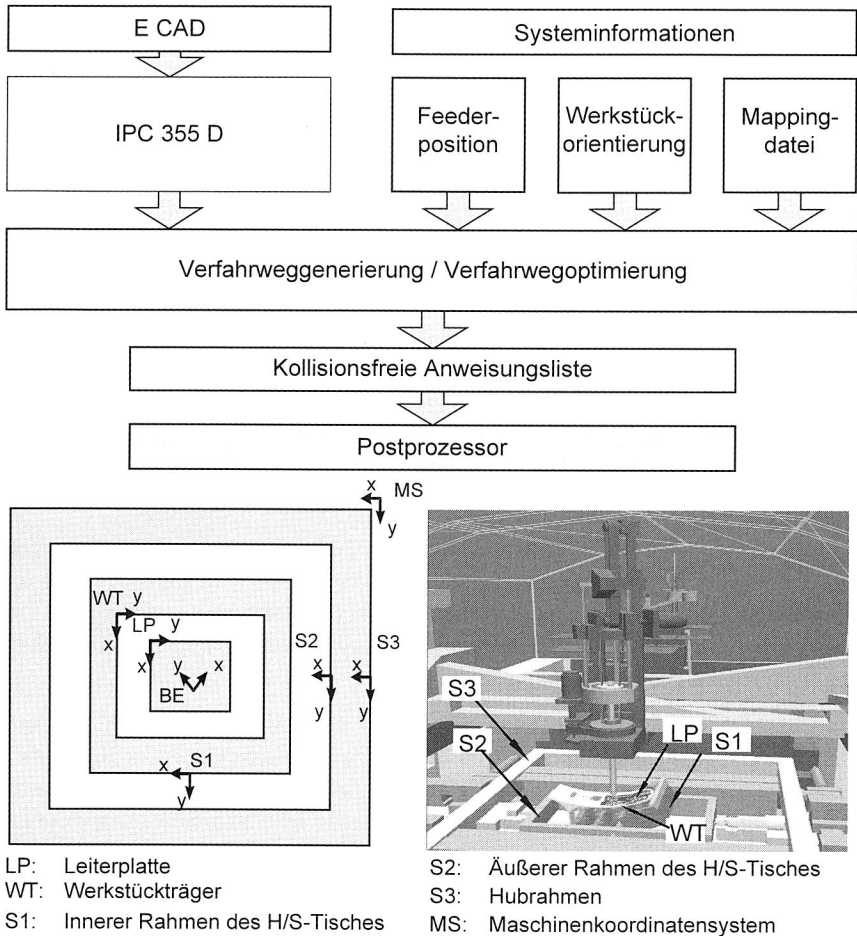 E CAD
Systeminformationen
IPC 355 D
Feeder-
position
Werkstück-
orientierung
Mapping-
datei
Verfahrweggenerierung / Verfahrwegoptimierung
Kollisionsfreie Anweisungsliste
Postprozessor
x
MS
y
WT
y
LP
y
x
x
y
x
BE
S2
S3
x
x
y
y
x
S1
y
S3
S2
LP
S1
WT
LP: Leiterplatte
WT: Werkstückträger
S1: Innerer Rahmen des H/S-Tisches
S2: Äußerer Rahmen des H/S-Tisches
S3: Hubrahmen
MS: Maschinenkoordinatensystem